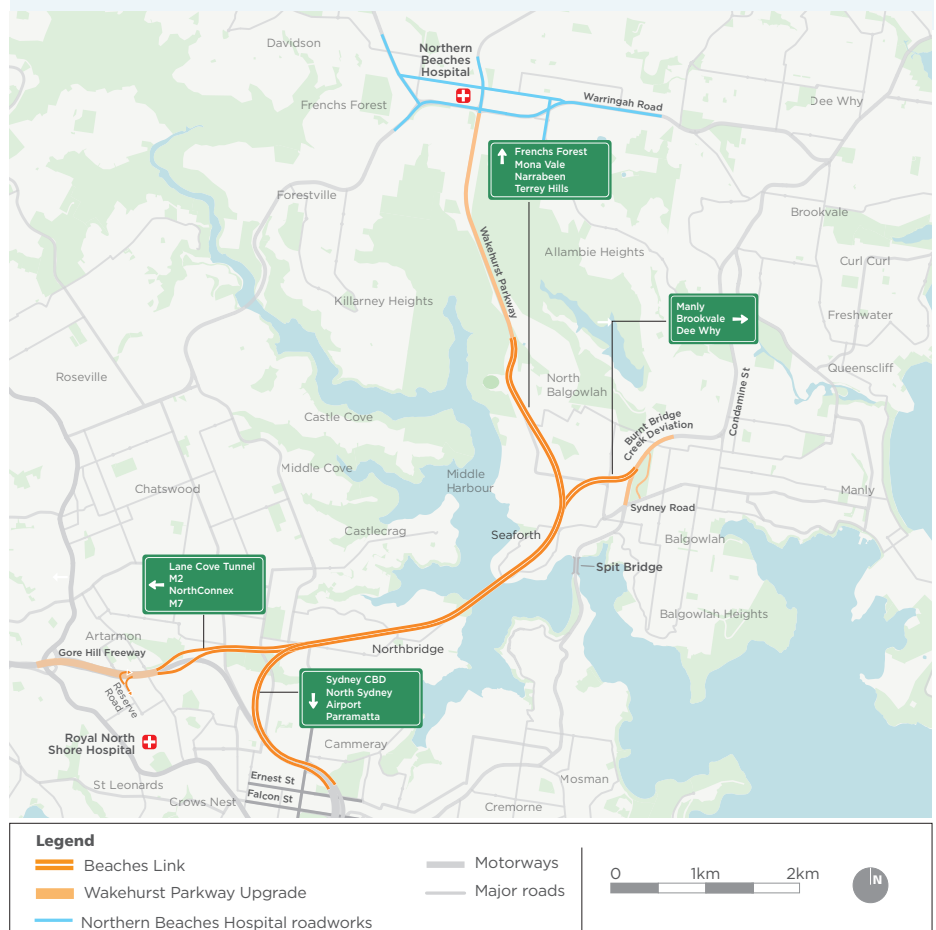 Davidson
Northern
Beaches
Hospital
Frenchs Forest
Warringah Road
Dee Why
Frenchs Forest
Mona Vale
Narrabeen
Terrey Hills
Forestville
Brookvale
Wakehurst Parkway
Allambie Heights
Curl Curl
Killarney Heights
Manly
Brookvale
Dee Why
Freshwater
Roseville
North
Balgowlah
Queenscliff
Condamine St
Castle Cove
Burnt Bridge
Creek Deviation
Middle Cove
Middle
Harbour
Chatswood
Manly
Sydney Road
Castlecrag
Seaforth
Balgowlah
Spit Bridge
Lane Cove Tunnel
M2
NorthConnex
M7
Balgowlah Heights
Artarmon
Gore Hill Freeway
Northbridge
Reserve
Road
Sydney CBD
North Sydney
Airport
Parramatta
Royal North
Shore Hospital
Cammeray
St Leonards
Ernest St
Mosman
Falcon St
Crows Nest
Cremorne
Legend
Beaches Link
Wakehurst Parkway Upgrade
Northern Beaches Hospital roadworks
Motorways
Major roads
0 1km 2km
N